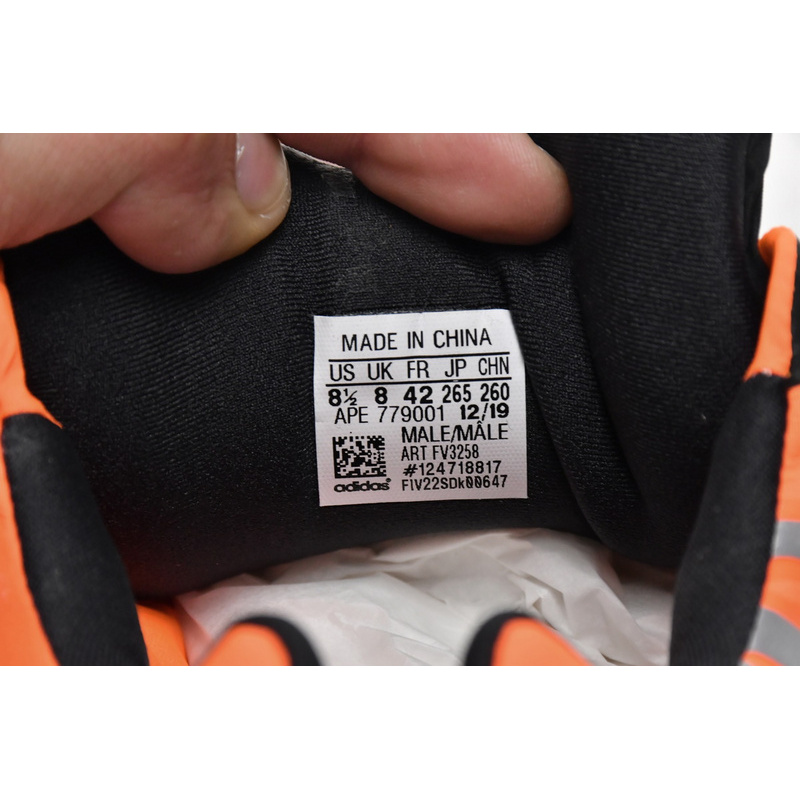 MADE IN CHINA
US UK FR JP CHN
8½ 8 42 265 260
APE 779001 12/19
MALE/MÂLE
ART FV3258
#124718817
adidas FIV22SDk00647